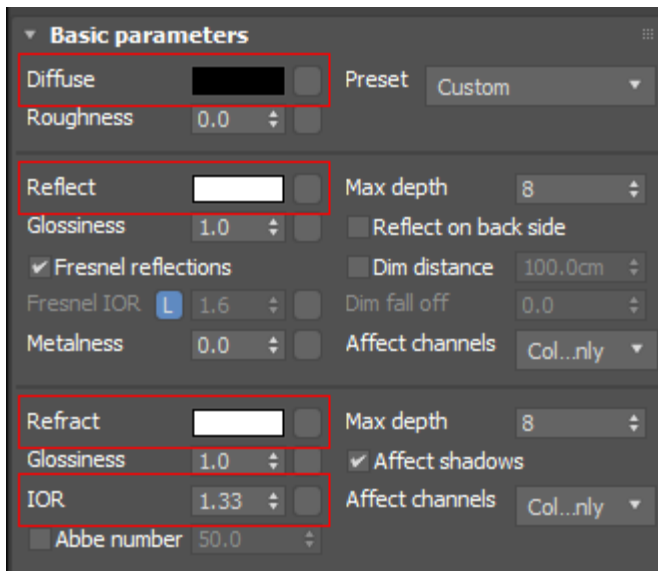 Basic parameters
Diffuse Preset Custom
Roughness 0.0
Reflect Max depth 8
Glossiness 1.0 Reflect on back side
Fresnel reflections Dim distance 100.0cm
Fresnel IOR L 1.6 Dim fall off 0.0
Metalness 0.0 Affect channels Col...nly
Refract Max depth 8
Glossiness 1.0 Affect shadows
IOR 1.33 Affect channels Col...nly
Abbe number 50.0